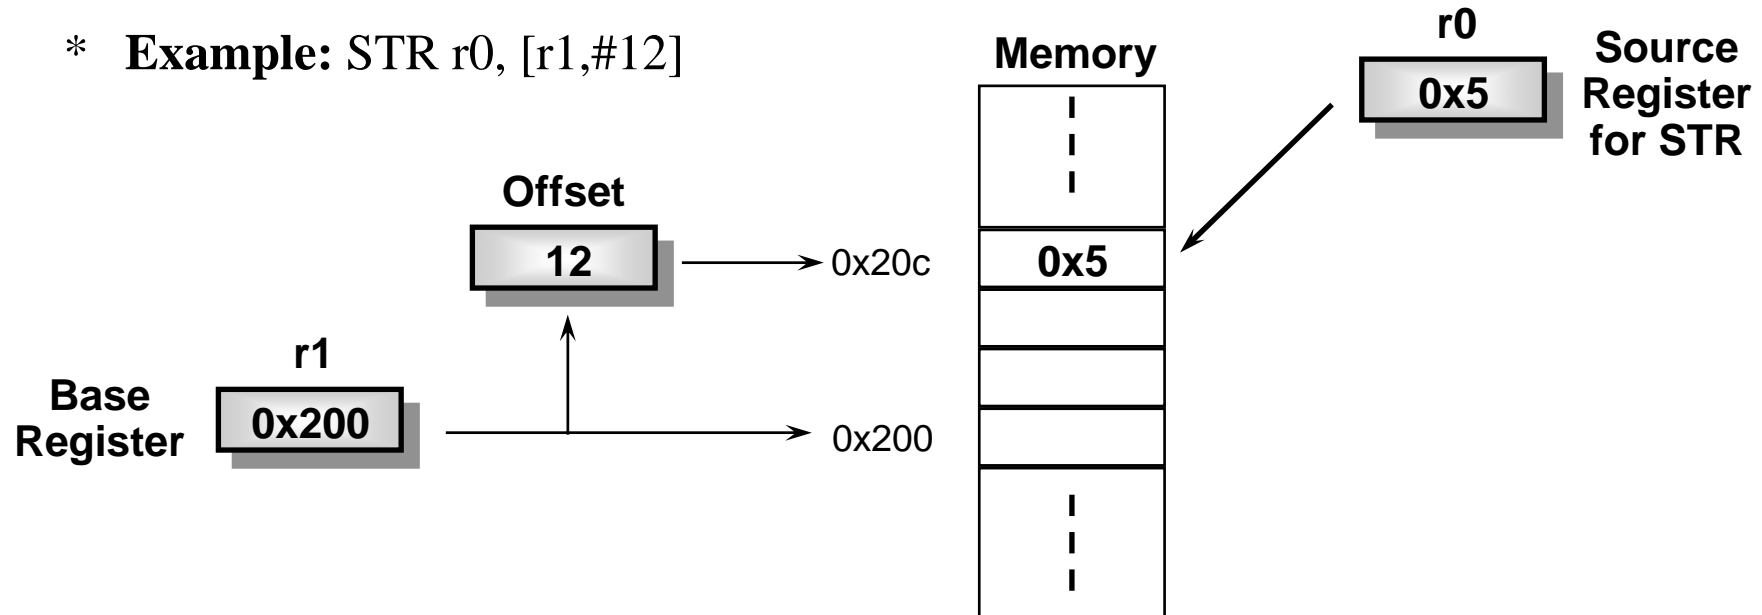 * Example: STR r0, [r1,#12]
Memory
r0
0x5
Source
Register
for STR
Offset
12
0x20c
0x5
r1
Base
Register
0x200
0x200